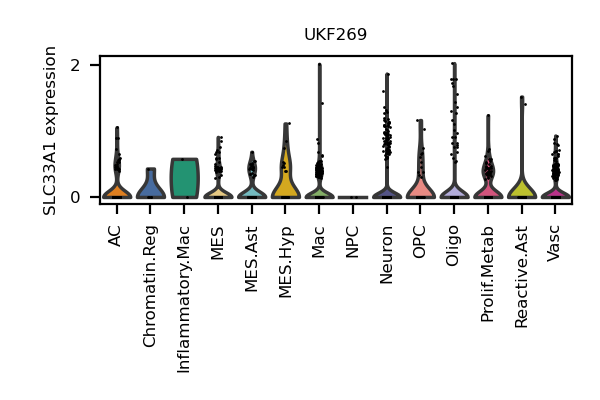 UKF269
SLC33A1 expression
2
0
AC
Chromatin.Reg
Inflammatory.Mac
MES
MES.Ast
MES.Hyp
Mac
NPC
Neuron
OPC
Oligo
Prolif.Metab
Reactive.Ast
Vasc